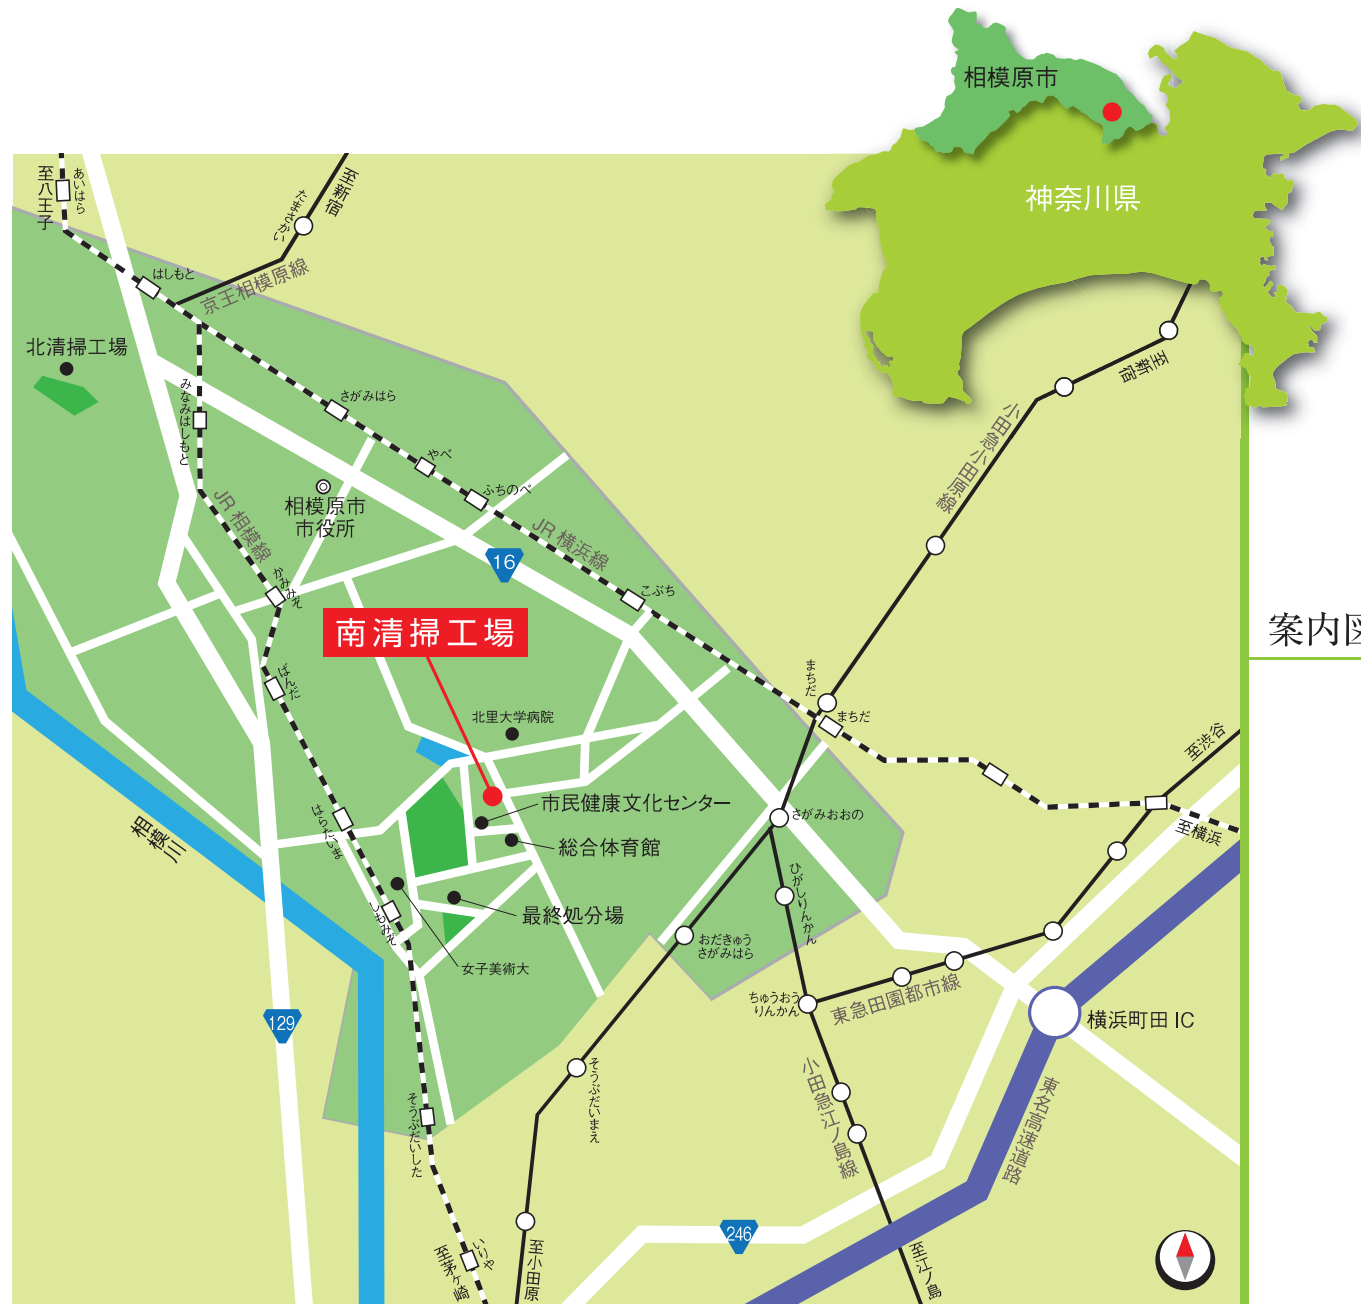 相模原市
神奈川県
案内図
至八王子
あいはら
至新宿
たまさかい
はしもと
京王相模原線
北清掃工場
みなみはしもと
さがみはら
やべ
ふちのべ
相模原市
市役所
JR 相模線
JR 横浜線
16
かみみぞ
こぶち
南清掃工場
ばんだ
北里大学病院
まちだ
まちだ
至新宿
小田急小田原線
至渋谷
至横浜
相模川
はらたいま
市民健康文化センター
総合体育館
さがみおおの
ひがしりんかん
しもみぞ
最終処分場
女子美術大
おだきゅう
さがみはら
ちゅうおう
りんかん
東急田園都市線
129
横浜町田 IC
そうぶだいまえ
小田急江ノ島線
東名高速道路
そうぶだいした
246
いりや
至茅ヶ崎
至小田原
至江ノ島